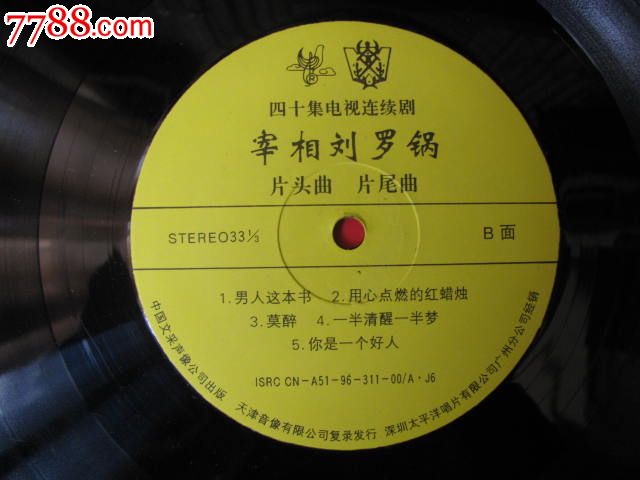 7788.com
四十集电视连续剧
宰相刘罗锅
片头曲 片尾曲
STEREO33⅓ B 面
1.男人这本书 2.用心点燃的红蜡烛
3.莫醉 4.一半清醒一半梦
5.你是一个好人
ISRC CN-A51-96-311-00/A·J6
中国文采声像公司出版 天津音像有限公司复录发行 深圳太平洋唱片有限公司广州分公司经销